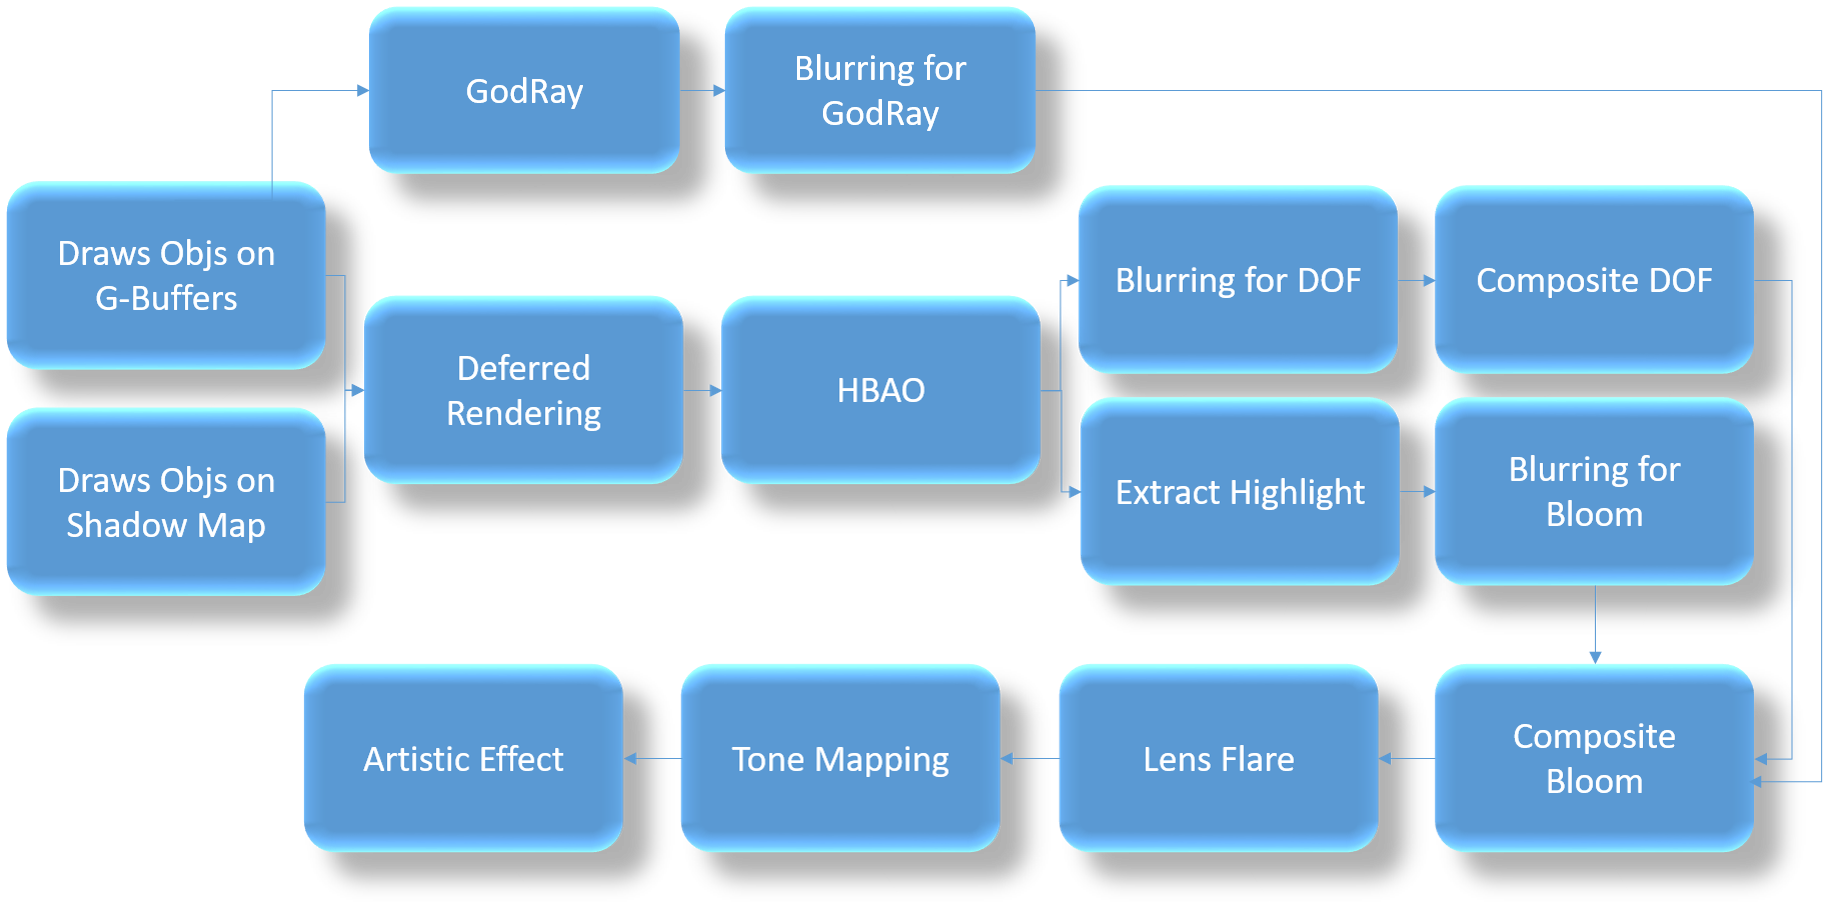 GodRay
Blurring for
GodRay
Draws Objs on
G-Buffers
Draws Objs on
Shadow Map
Deferred
Rendering
HBAO
Blurring for DOF
Composite DOF
Extract Highlight
Blurring for
Bloom
Artistic Effect
Tone Mapping
Lens Flare
Composite
Bloom